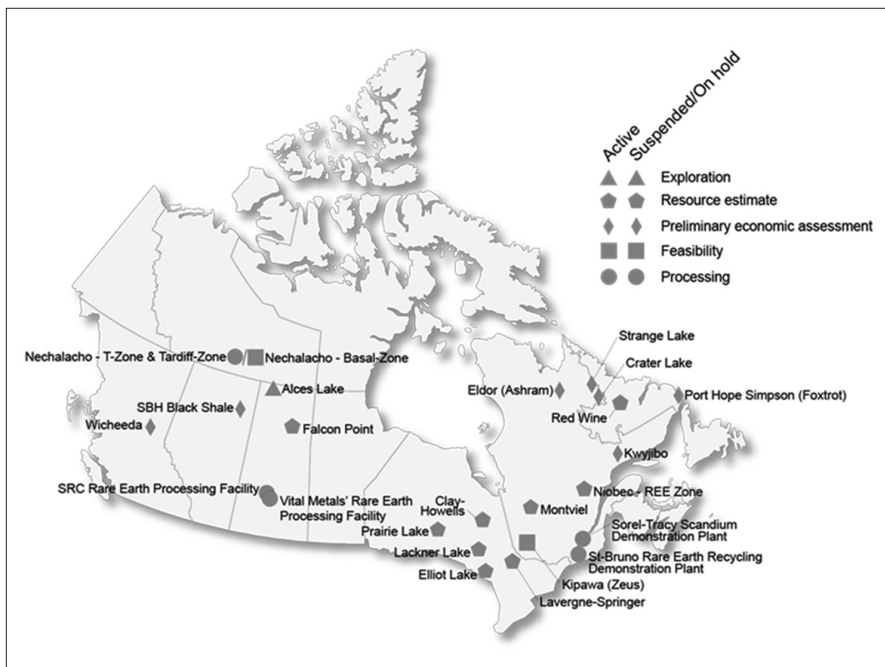 Active
Suspended/On hold
Exploration
Resource estimate
Preliminary economic assessment
Feasibility
Processing
Strange Lake
Crater Lake
Nechalacho - T-Zone & Tardiff-Zone
Nechalacho - Basal-Zone
Eldor (Ashram)
Port Hope Simpson (Foxtrot)
Alces Lake
SBH Black Shale
Red Wine
Wicheeda
Falcon Point
Kwyjibo
SRC Rare Earth Processing Facility
Vital Metals' Rare Earth
Processing Facility
Clay-
Howells
Niobec - REE Zone
Montviel
Prairie Lake
Sorel-Tracy Scandium
Demonstration Plant
Lackner Lake
St-Bruno Rare Earth Recycling
Demonstration Plant
Elliot Lake
Kipawa (Zeus)
Lavergne-Springer